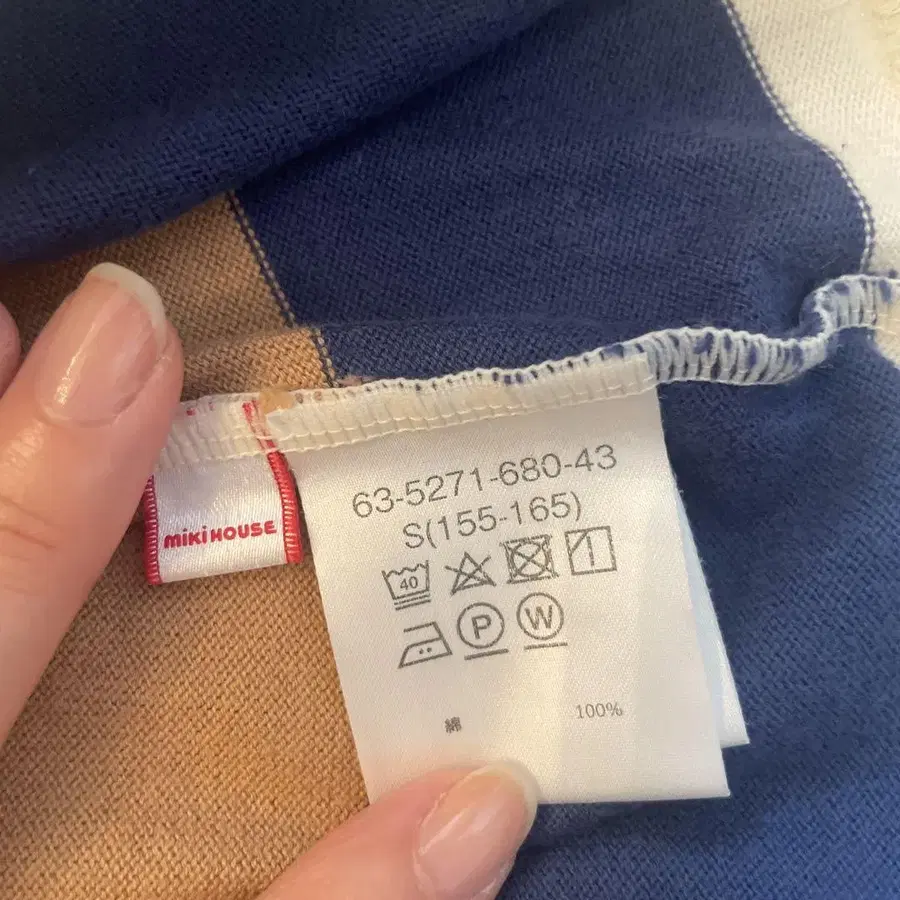 miki HOUSE
63-5271-680-43
S(155-165)
40
P W
綿 100%